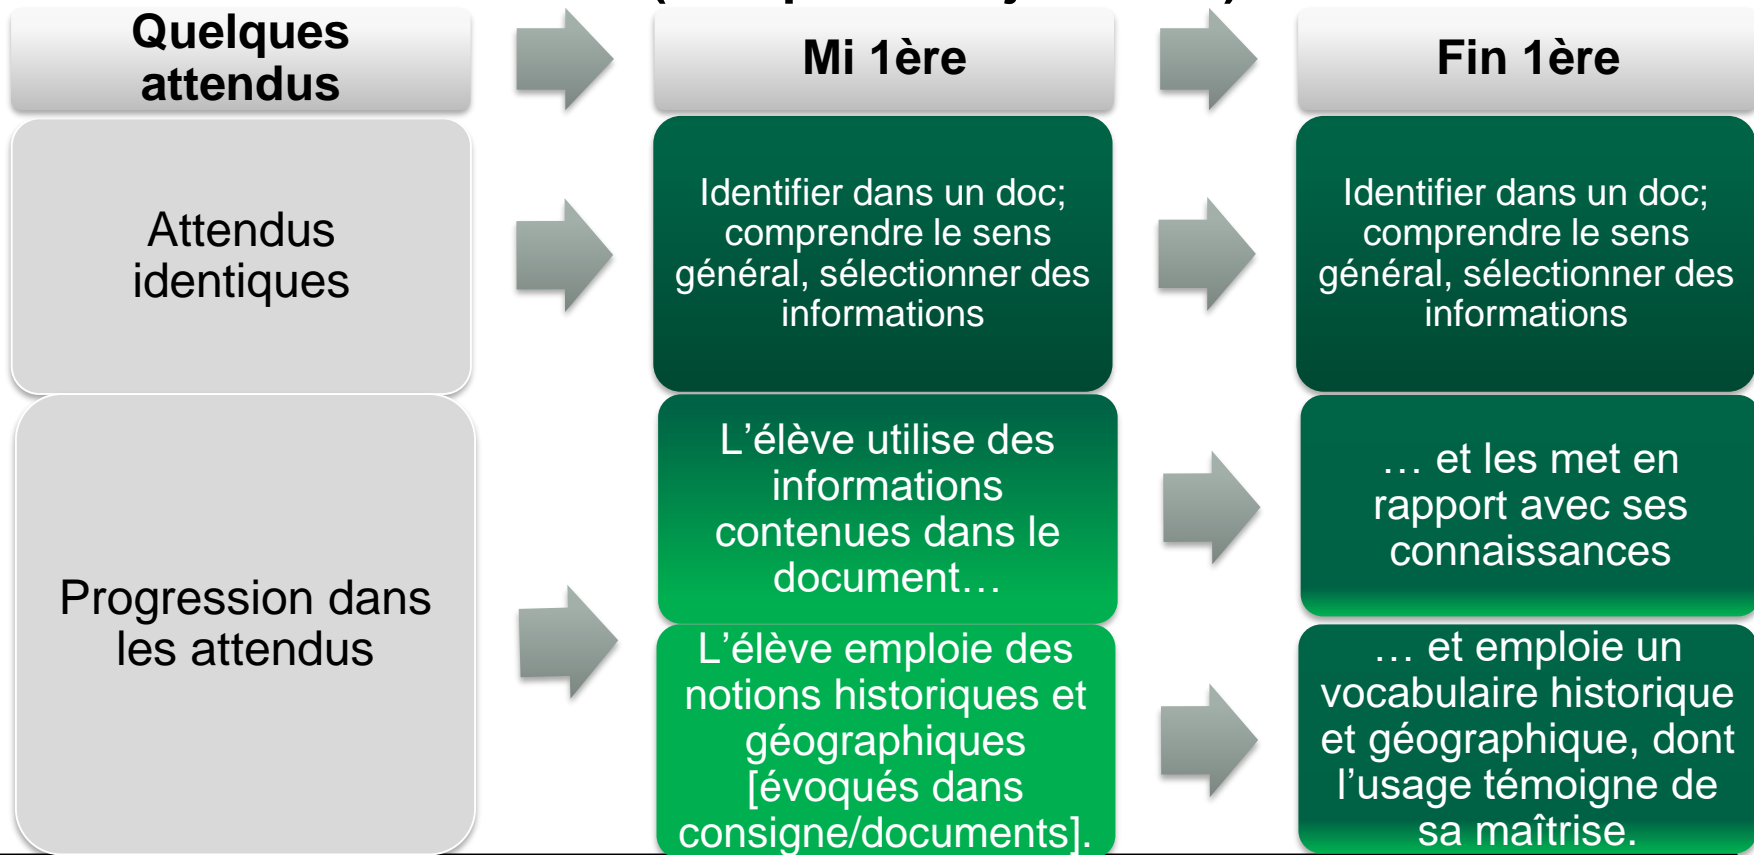 Quelques
attendus
Mi 1ère
Fin 1ère
Attendus
identiques
Identifier dans un doc;
comprendre le sens
général, sélectionner des
informations
Identifier dans un doc;
comprendre le sens
général, sélectionner des
informations
Progression dans
les attendus
L’élève utilise des
informations
contenues dans le
document…
… et les met en
rapport avec ses
connaissances
L’élève emploie des
notions historiques et
géographiques
[évoqués dans
consigne/documents].
… et emploie un
vocabulaire historique
et géographique, dont
l’usage témoigne de
sa maîtrise.